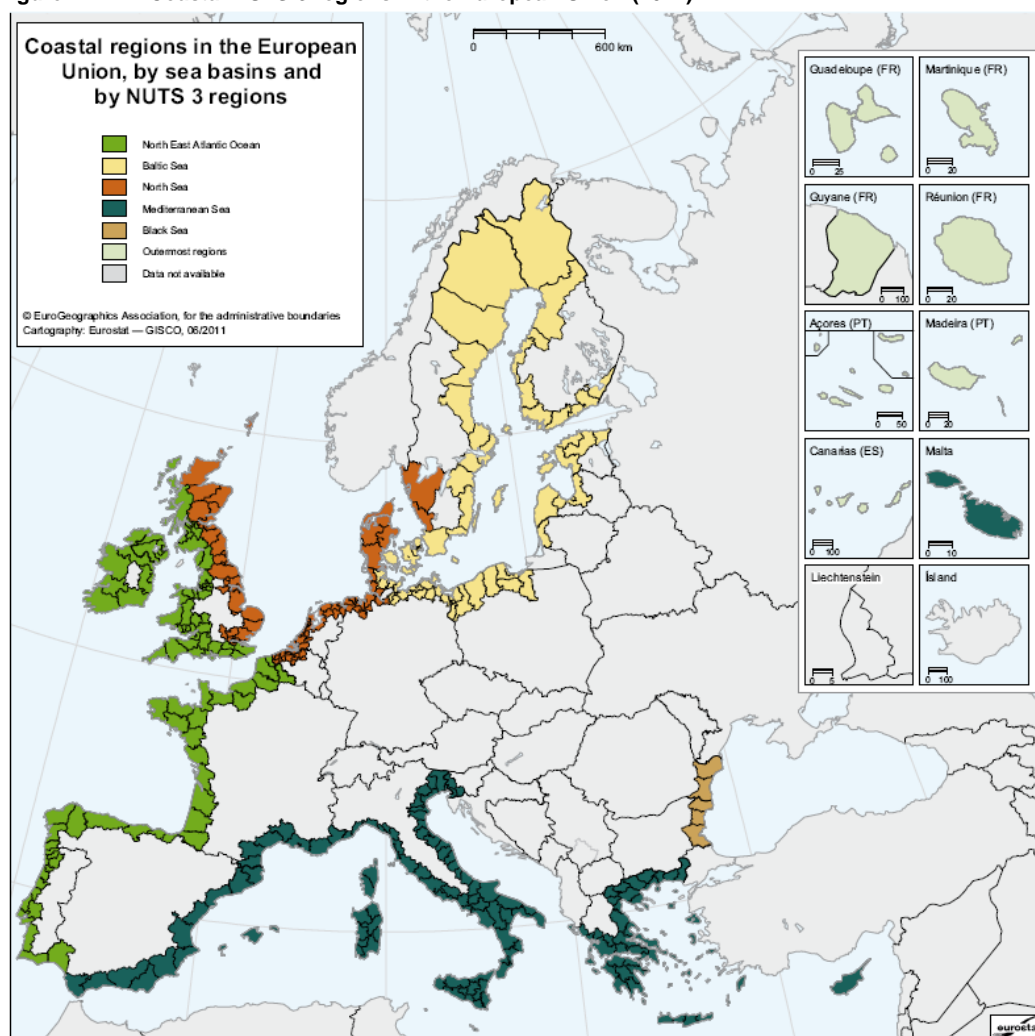 Coastal regions in the European
Union, by sea basins and
by NUTS 3 regions
North East Atlantic Ocean
Baltic Sea
North Sea
Mediterranean Sea
Black Sea
Outermost regions
Data not available
© EuroGeographics Association, for the administrative boundaries
Cartography: Eurostat — GISCO, 06/2011
0 600 km
Guadeloupe (FR)
0 25
Martinique (FR)
0 20
Guyane (FR)
0 100
Réunion (FR)
0 20
Açores (PT)
0 50
Madeira (PT)
0 20
Canarias (ES)
0 100
Malta
0 10
Liechtenstein
0 5
Ísland
0 100